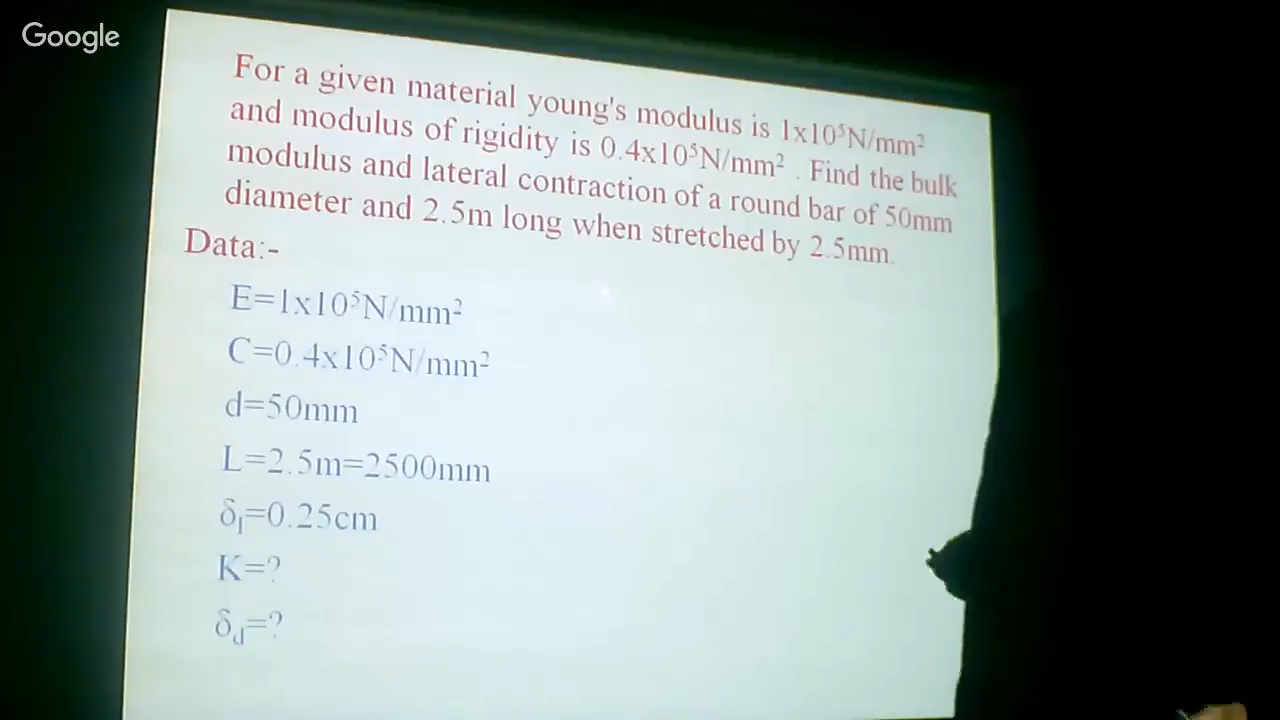 Google
For a given material young's modulus is 1x10⁵N/mm²
and modulus of rigidity is 0.4x10⁵N/mm² . Find the bulk
modulus and lateral contraction of a round bar of 50mm
diameter and 2.5m long when stretched by 2.5mm.
Data:-
E=1x10⁵N/mm²
C=0.4x10⁵N/mm²
d=50mm
L=2.5m=2500mm
δₗ=0.25cm
K=?
δd=?